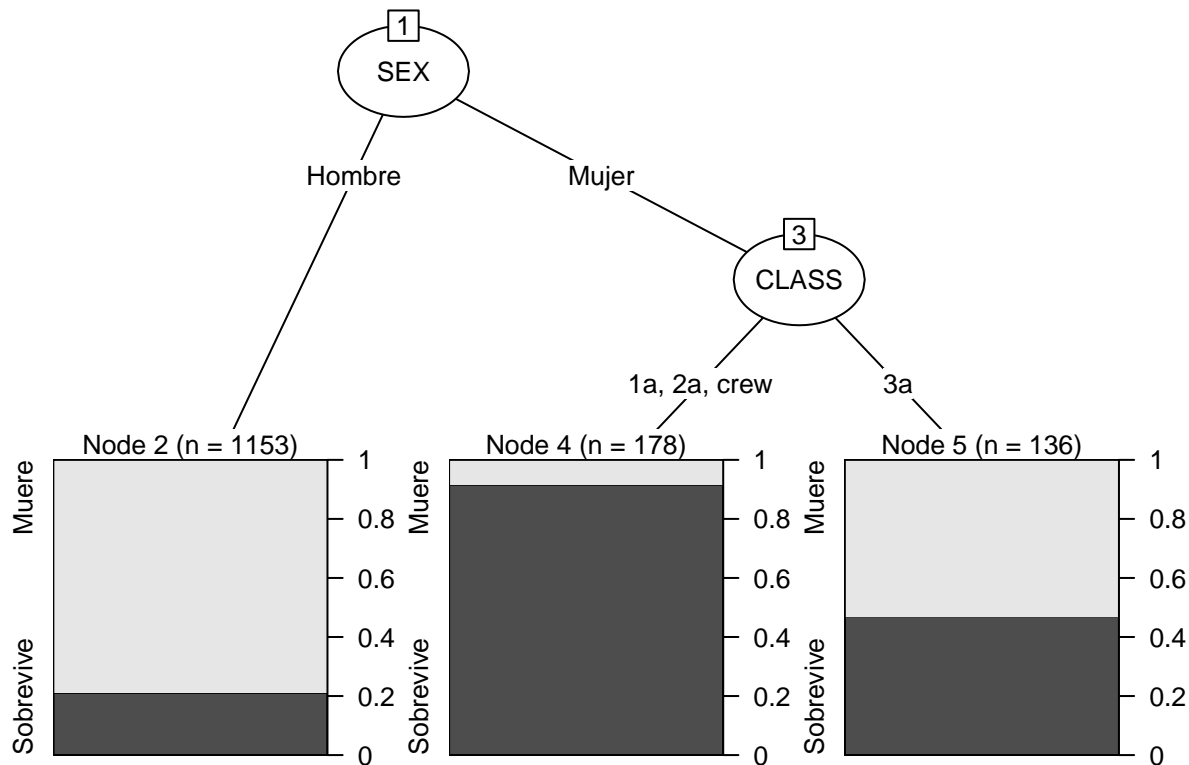 1
SEX
Hombre
Mujer
3
CLASS
1a, 2a, crew
3a
Node 2 (n = 1153)
Muere
Sobrevive
1
0.8
0.6
0.4
0.2
0
Node 4 (n = 178)
Muere
Sobrevive
1
0.8
0.6
0.4
0.2
0
Node 5 (n = 136)
Muere
Sobrevive
1
0.8
0.6
0.4
0.2
0